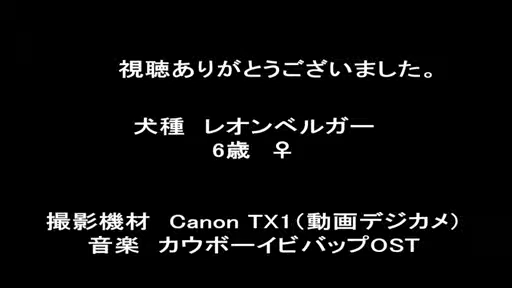 視聴ありがとうございました。
犬種　レオンベルガー
6歳　♀
撮影機材　Canon TX1（動画デジカメ）
音楽　カウボーイビバップOST